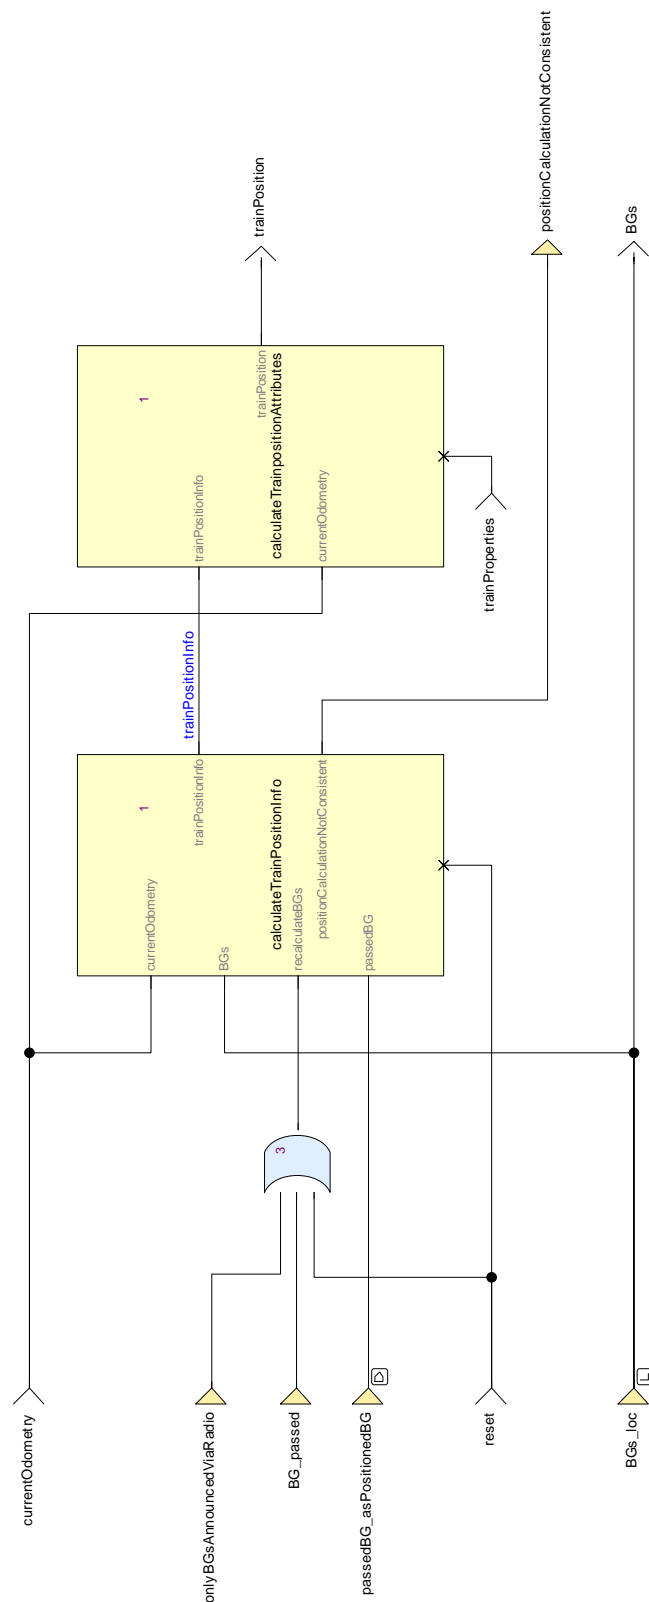 currentOdometry
onlyBGsAnnouncedViaRadio
BG_passed
passedBG_asPositionedBG
D
reset
BGs_loc
L
3
1
currentOdometry
BGs
calculateTrainPositionInfo
recalculateBGs
passedBG
trainPositionInfo
positionCalculationNotConsistent
trainPositionInfo
trainProperties
1
trainPositionInfo
calculateTrainpositionAttributes
currentOdometry
trainPosition
trainPosition
positionCalculationNotConsistent
BGs